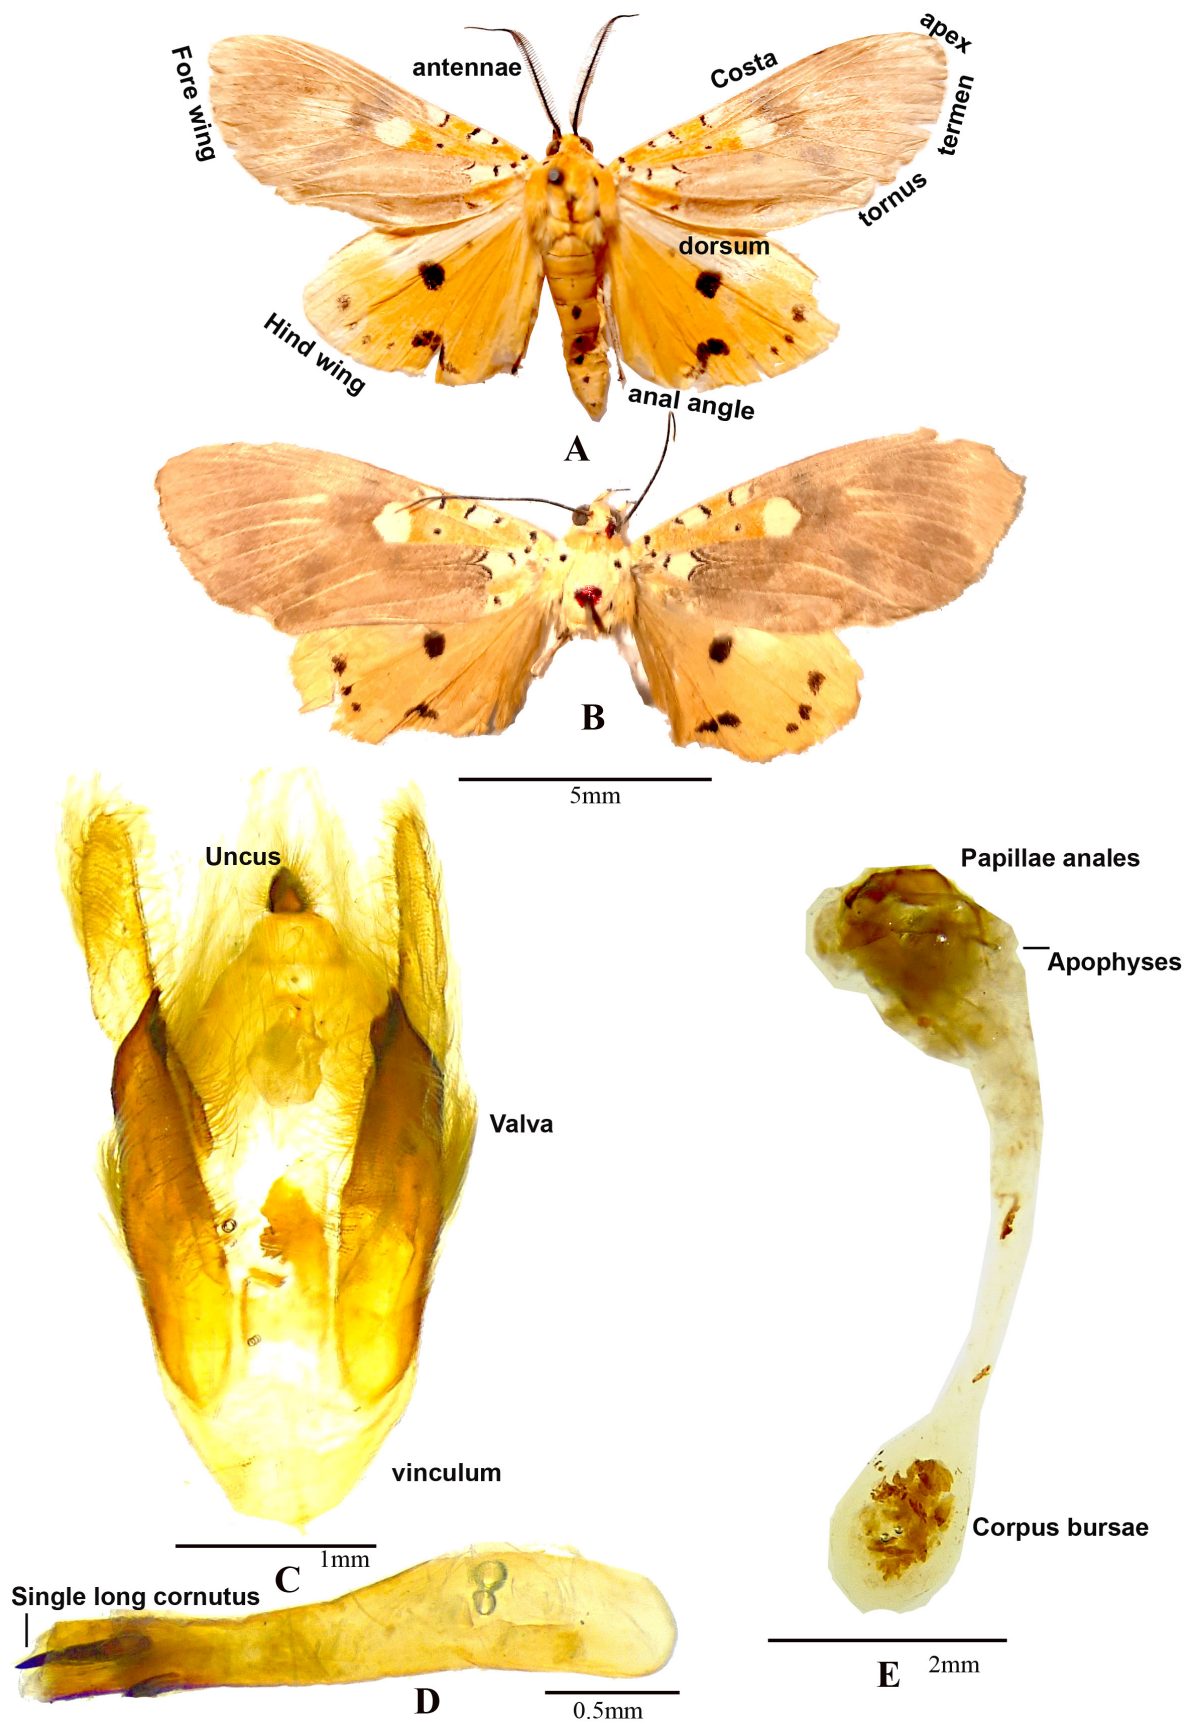 apex
Fore wing
antennae
Costa
termen
tornus
dorsum
Hind wing
anal angle
A
B
5mm
Uncus
Papillae anales
Apophyses
Valva
vinculum
Corpus bursae
1mm
C
Single long cornutus
D
0.5mm
E
2mm